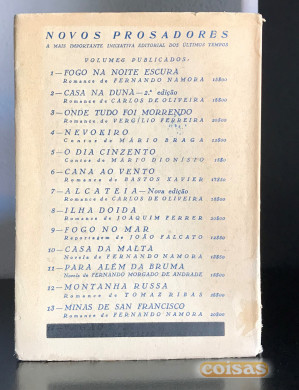 NOVOS PROSADORES
A MAIS IMPORTANTE INICIATIVA EDITORIAL DOS ÚLTIMOS TEMPOS
VOLUMES PUBLICADOS:
1 — FOGO NA NOITE ESCURA
Romance de FERNANDO NAMORA
2 — CASA NA DUNA — 2.ª edição
Romance de CARLOS DE OLIVEIRA
3 — ONDE TUDO FOI MORRENDO
Romance de VERGÍLIO FERREIRA
4 — NEVOEIRO
Contos de MÁRIO BRAGA
5 — O DIA CINZENTO
Contos de MÁRIO DIONÍSIO
6 — CANA AO VENTO
Romance de BASTOS XAVIER
7 — ALCATEIA — Nova edição
Romance de CARLOS DE OLIVEIRA
8 — ILHA DOIDA
Romance de JOAQUIM FERRER
9 — FOGO NO MAR
Reportagem de JOÃO FALCATO
10 — CASA DA MALTA
Novela de FERNANDO NAMORA
11 — PARA ALÉM DA BRUMA
Novela de FERNANDO MORGADO DE ANDRADE
12 — MONTANHA RUSSA
Romance de TOMAZ RIBAS
13 — MINAS DE SAN FRANCISCO
Romance de FERNANDO NAMORA
coisas